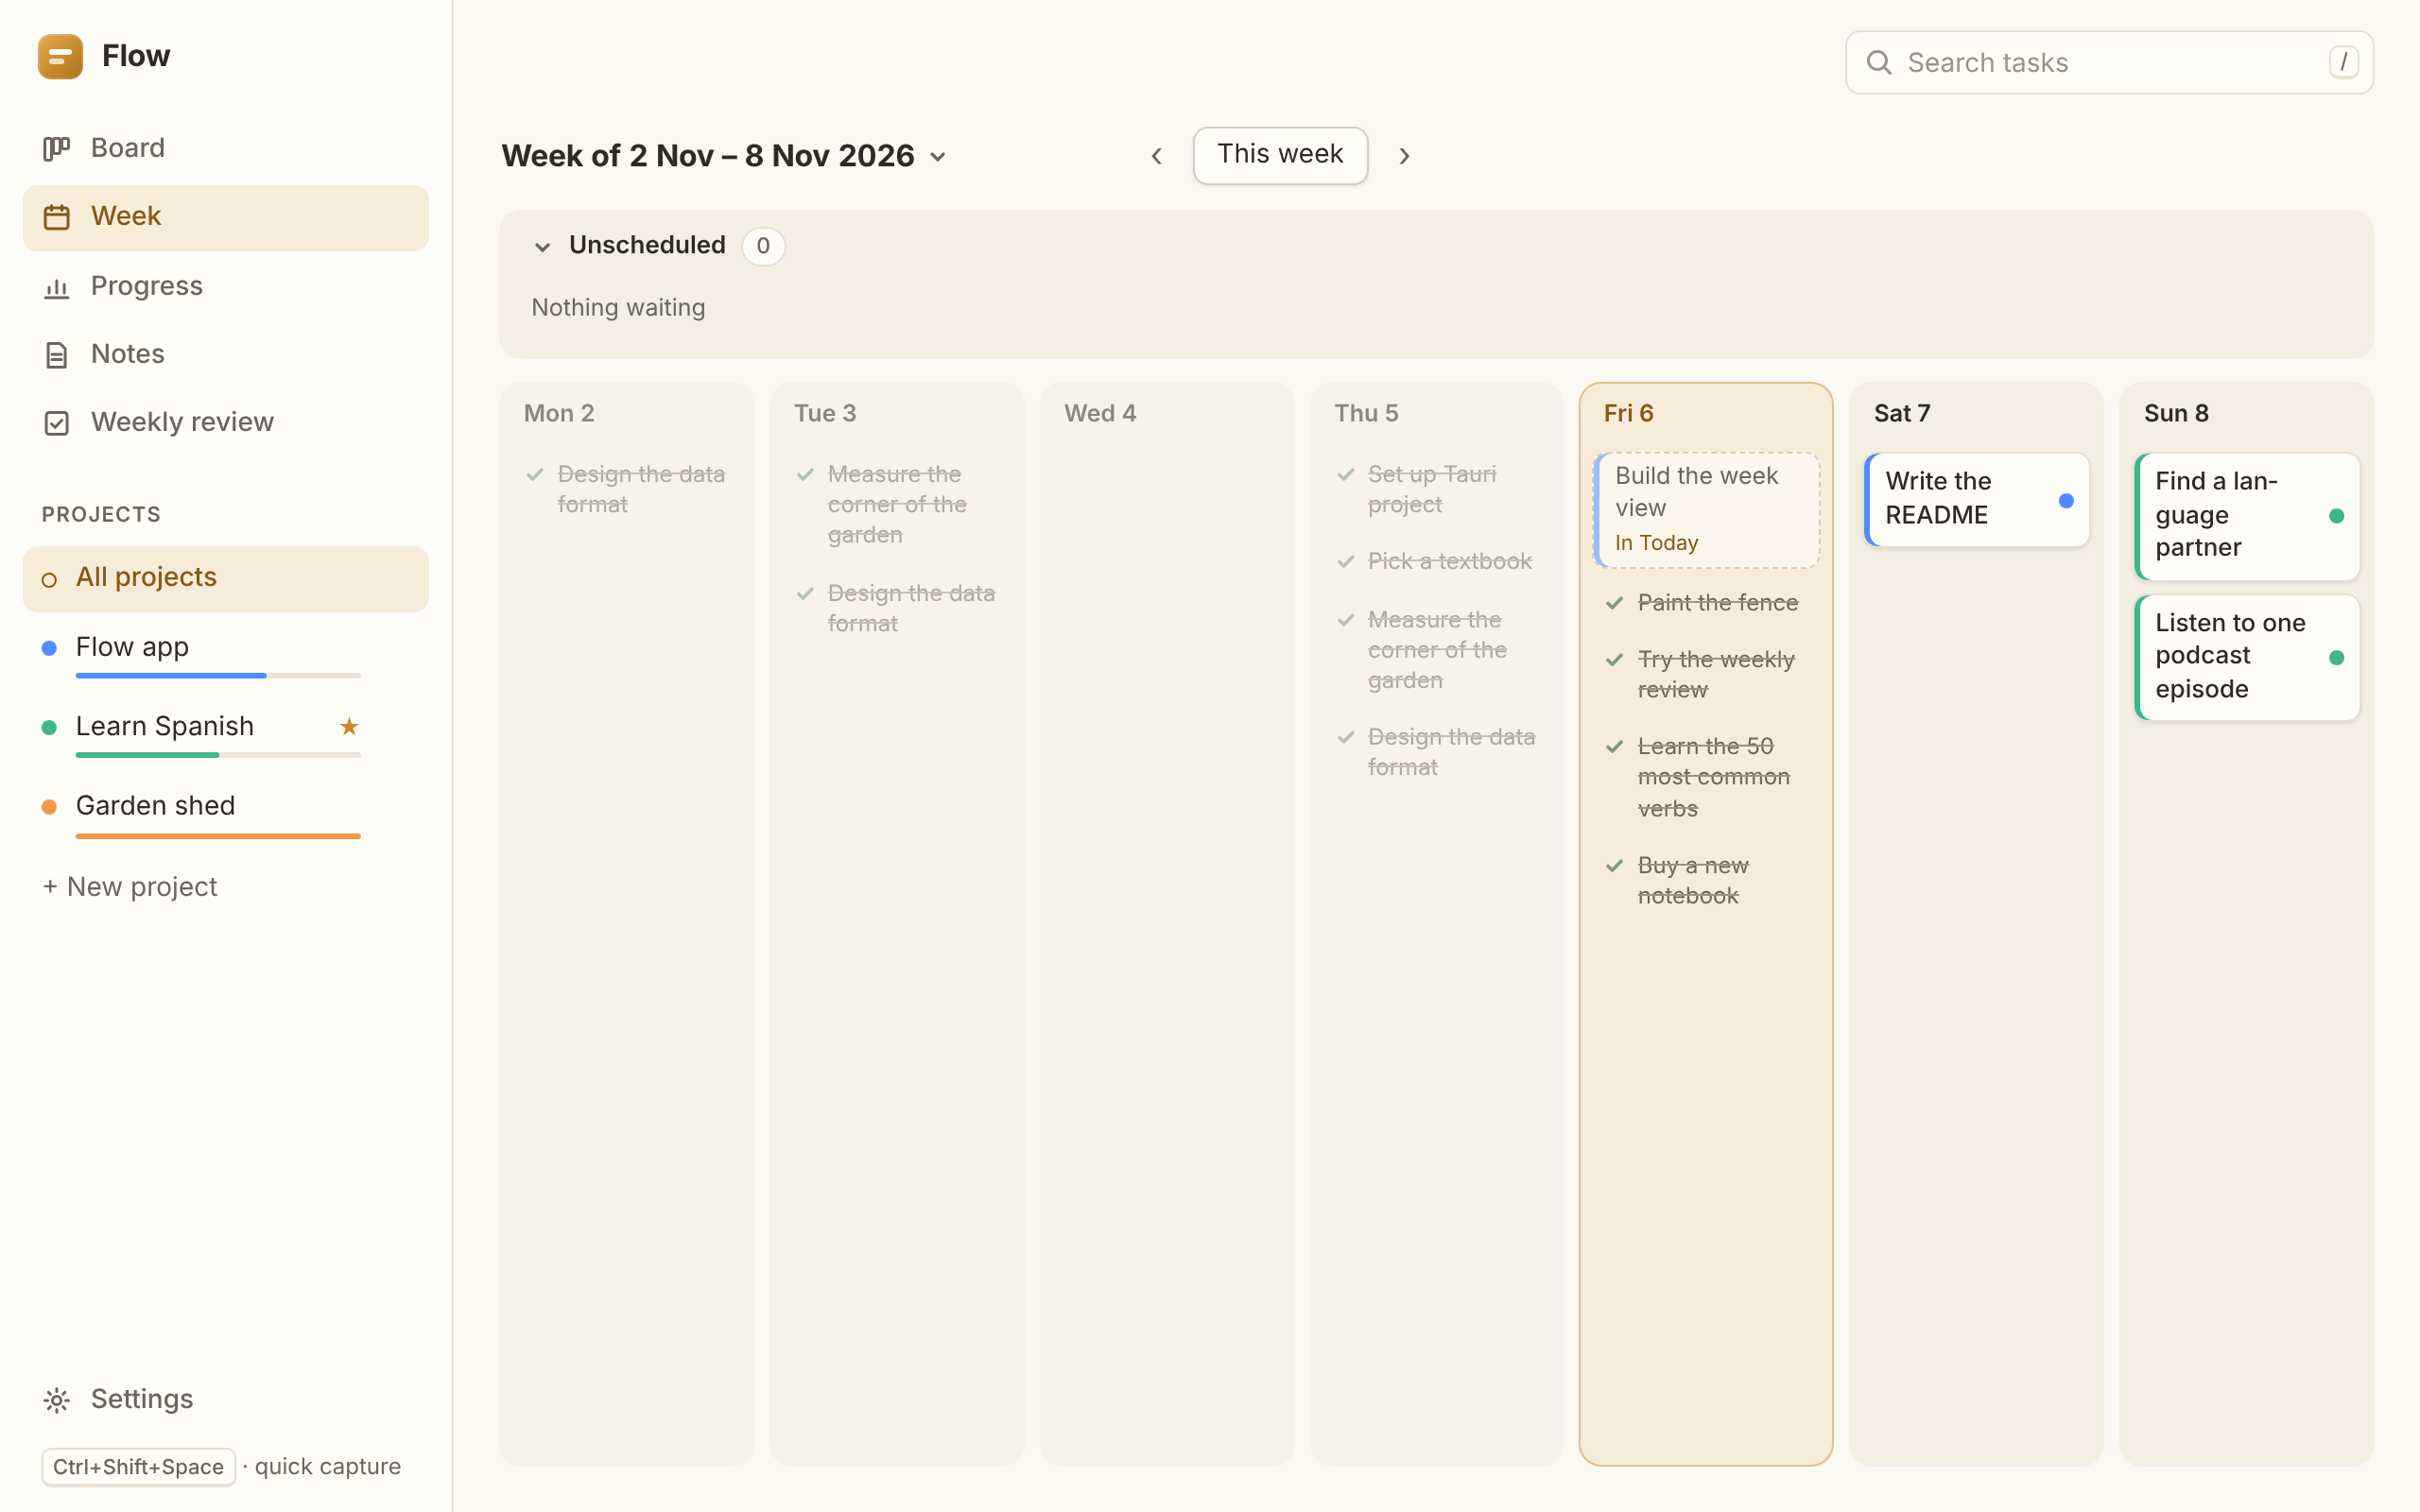 Flow
Board
Week
Progress
Notes
Weekly review
PROJECTS
All projects
Flow app
Learn Spanish
Garden shed
+ New project
Settings
Ctrl+Shift+Space · quick capture
Search tasks /
Week of 2 Nov – 8 Nov 2026
This week
Unscheduled 0
Nothing waiting
Mon 2
Design the data
format
Tue 3
Measure the
corner of the
garden
Design the data
format
Wed 4
Thu 5
Set up Tauri
project
Pick a textbook
Measure the
corner of the
garden
Design the data
format
Fri 6
Build the week
view
In Today
Paint the fence
Try the weekly
review
Learn the 50
most common
verbs
Buy a new
notebook
Sat 7
Write the
README
Sun 8
Find a lan-
guage
partner
Listen to one
podcast
episode